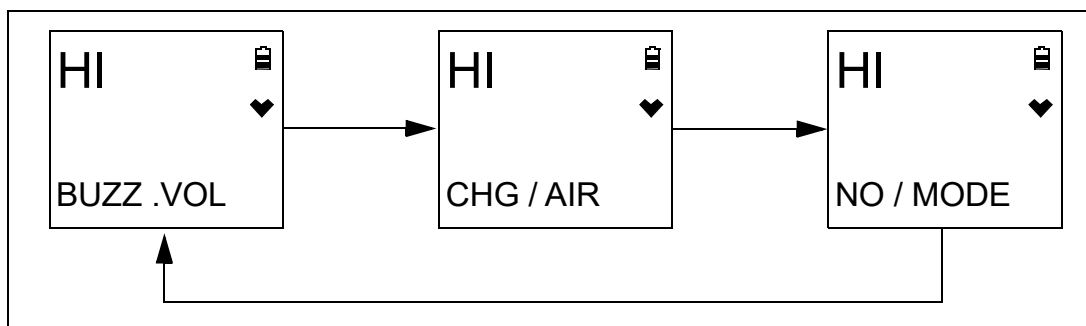 HI
BUZZ .VOL
HI
CHG / AIR
HI
NO / MODE